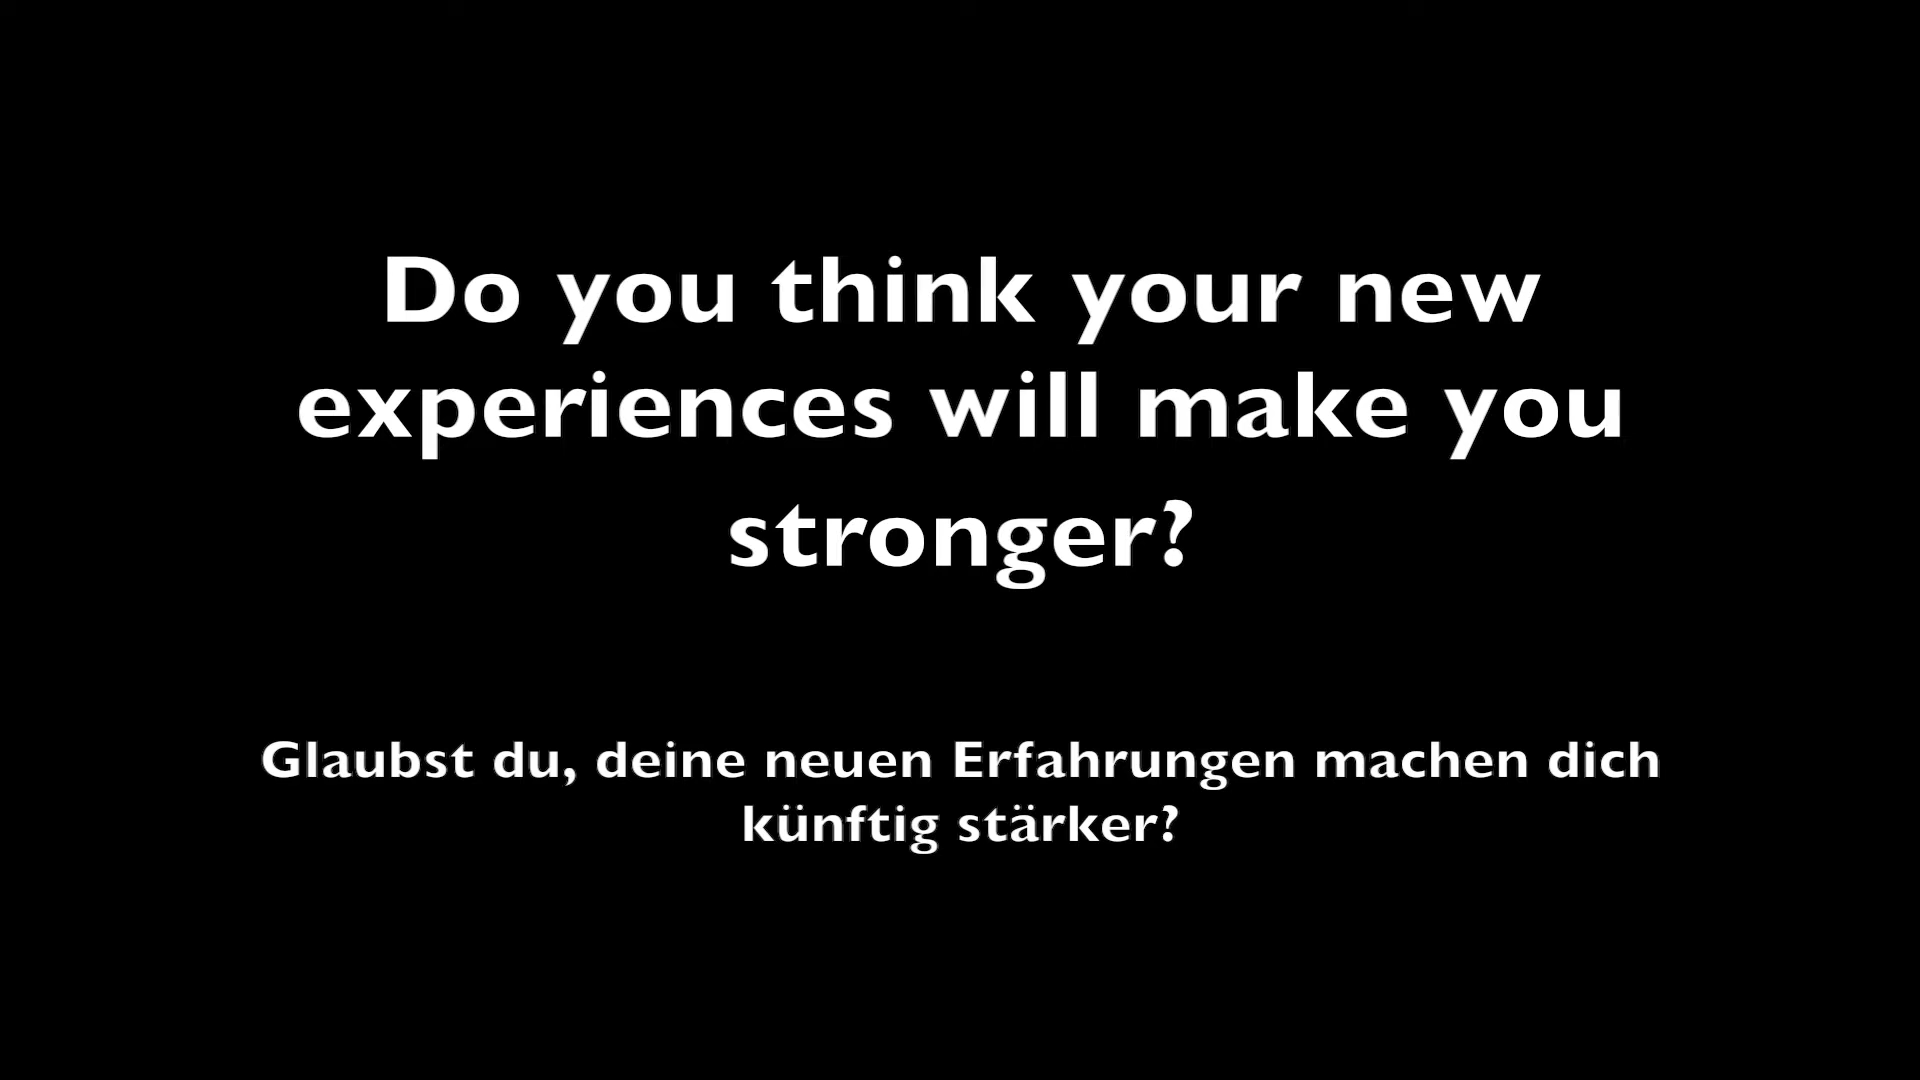 Do you think your new
experiences will make you
stronger?
Glaubst du, deine neuen Erfahrungen machen dich
künftig stärker?